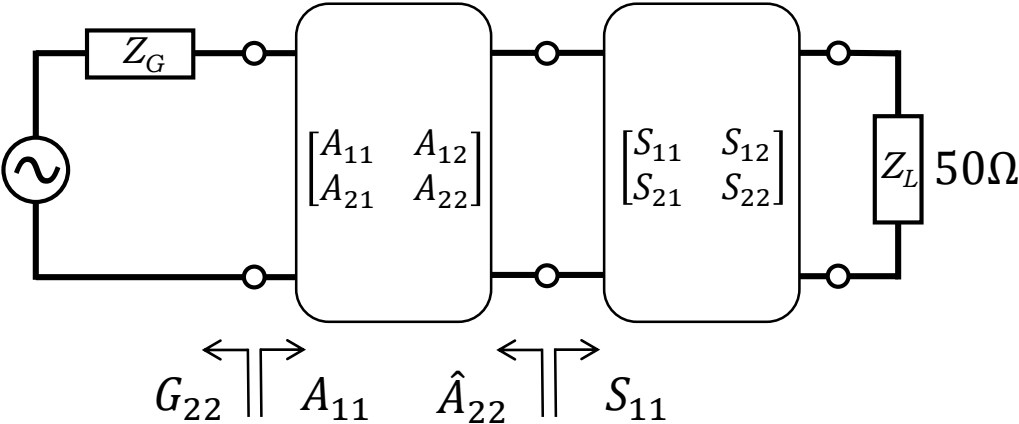 Z_G
[A_11 A_12
A_21 A_22]
[S_11 S_12
S_21 S_22]
Z_L 50Ω
G_22 A_11 Â_22 S_11